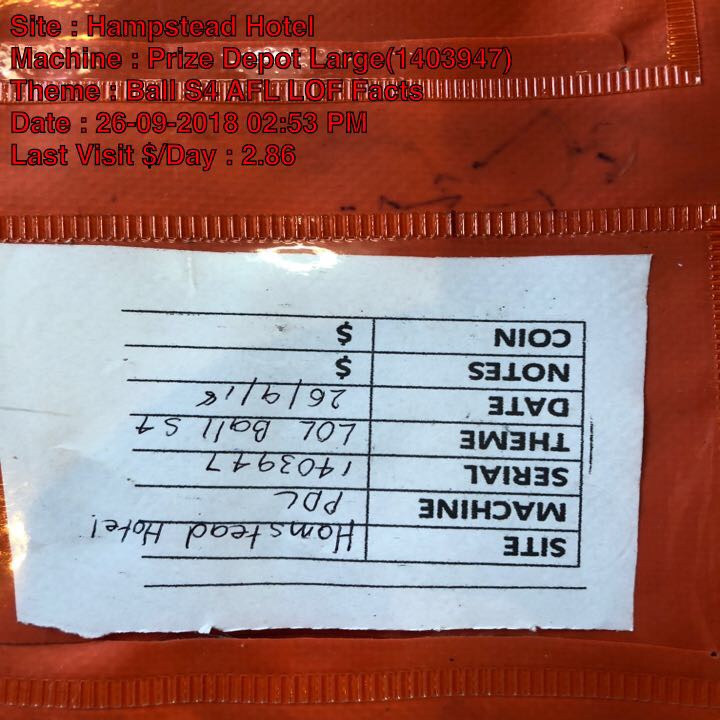 Site : Hampstead Hotel
Machine : Prize Depot Large(1403947)
Theme : Ball S4 AFL LOF Facts
Date : 26-09-2018 02:53 PM
Last Visit $/Day : 2.86
SITE Hamstead Hotel
MACHINE PDL
SERIAL 1403947
THEME LOL Ball S4
DATE 26/9/18
NOTES $
COIN $